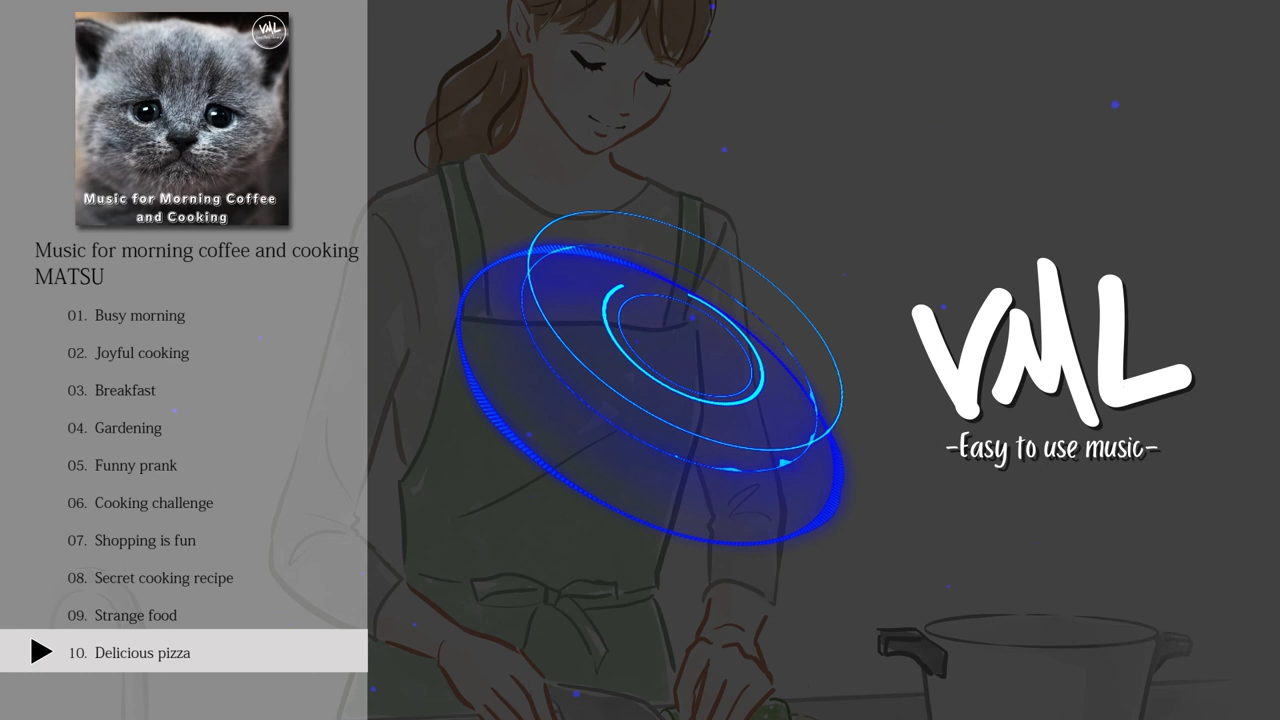 VML
Music for Morning Coffee
and Cooking
Music for morning coffee and cooking
MATSU
01. Busy morning
02. Joyful cooking
03. Breakfast
04. Gardening
05. Funny prank
06. Cooking challenge
07. Shopping is fun
08. Secret cooking recipe
09. Strange food
10. Delicious pizza
VML
-Easy to use music-